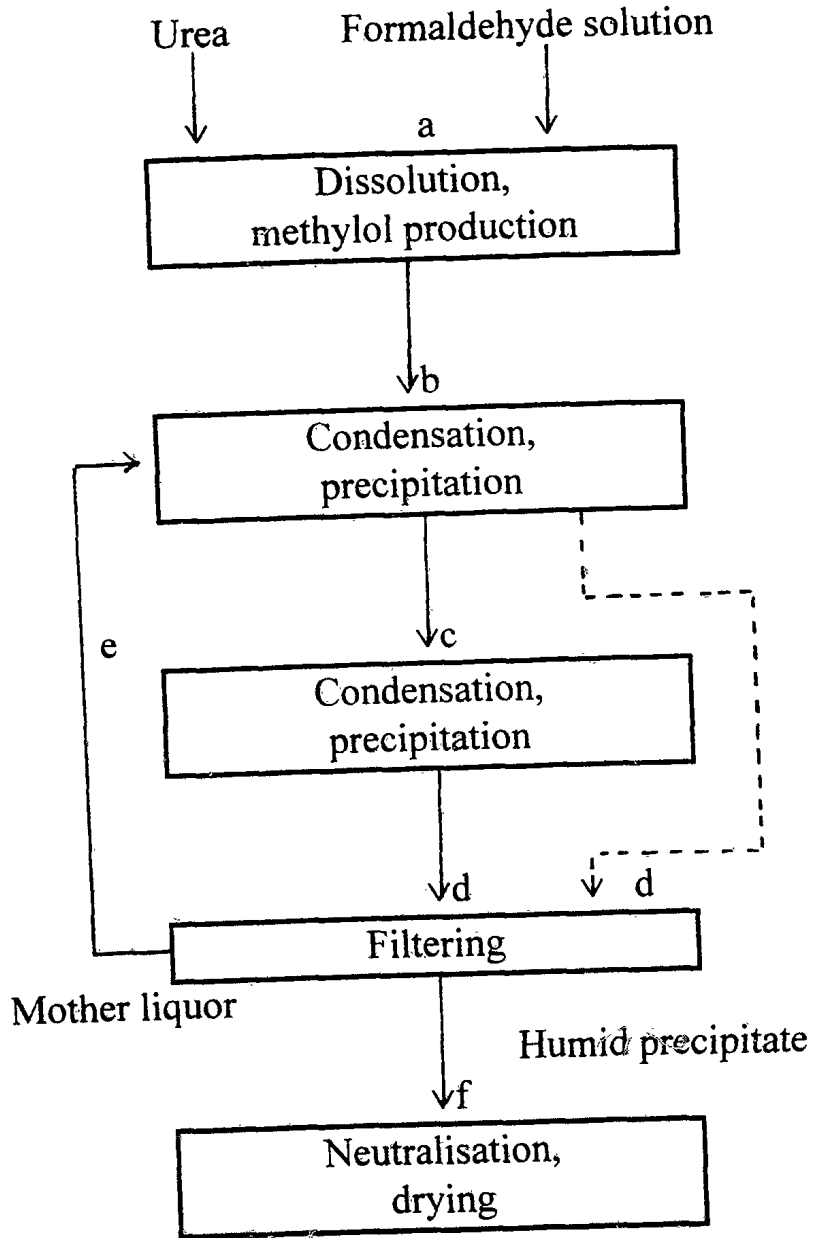 Urea
Formaldehyde solution
a
Dissolution,
methylol production
b
Condensation,
precipitation
e
c
Condensation,
precipitation
d
d
Filtering
Mother liquor
Humid precipitate
f
Neutralisation,
drying